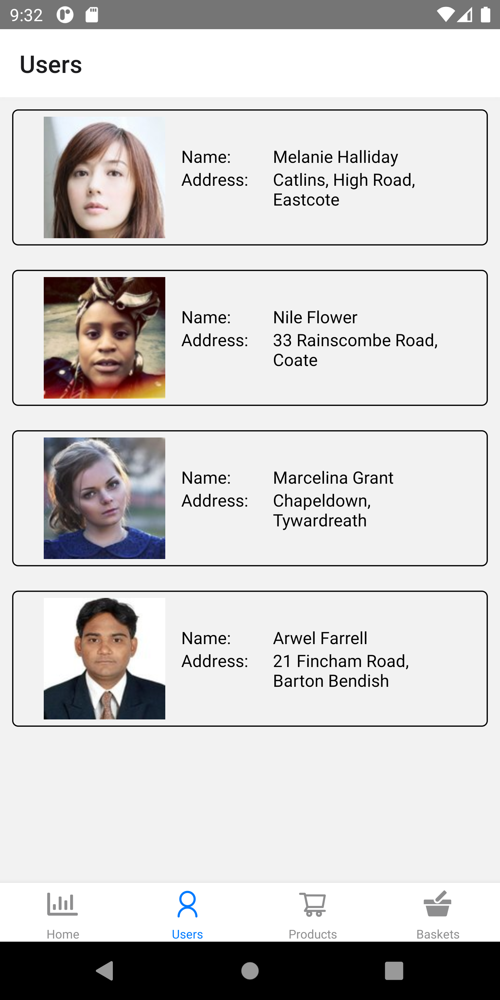 9:32
Users
Name: Melanie Halliday
Address: Catlins, High Road,
Eastcote
Name: Nile Flower
Address: 33 Rainscombe Road,
Coate
Name: Marcelina Grant
Address: Chapeldown,
Tywardreath
Name: Arwel Farrell
Address: 21 Fincham Road,
Barton Bendish
Home Users Products Baskets